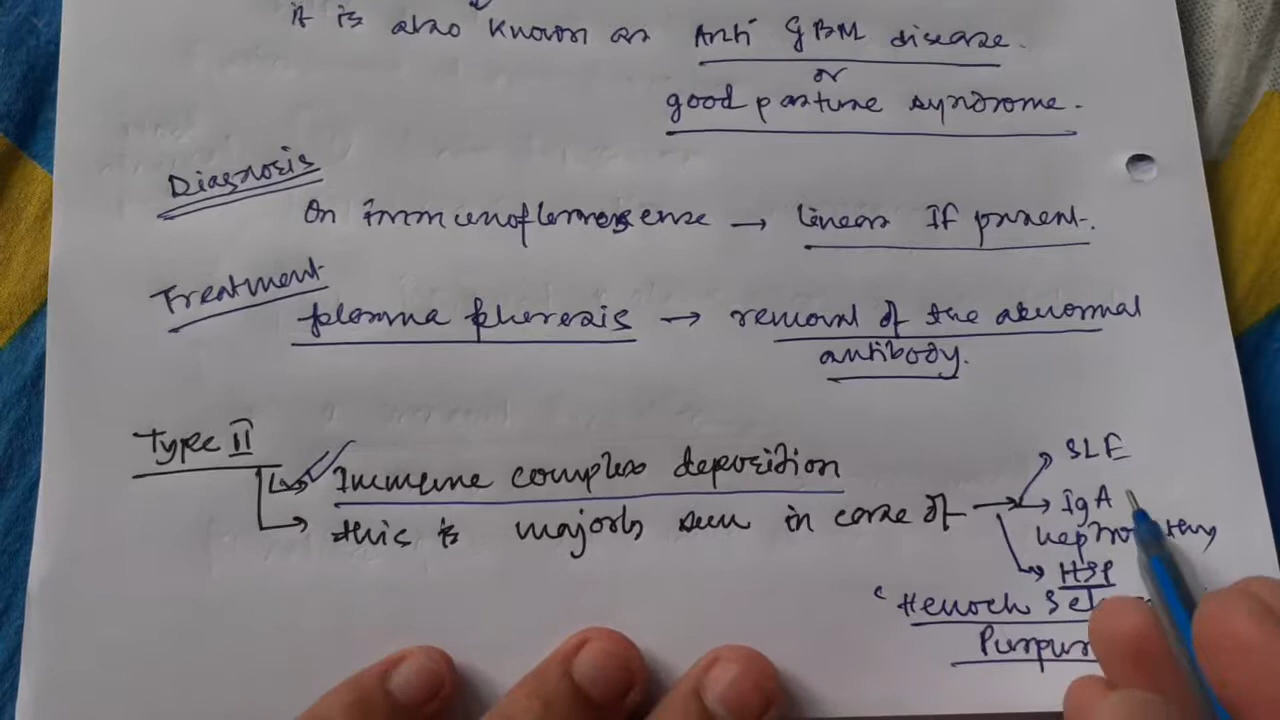 it is also known as Anti GBM disease.
or
good pasture syndrome.
Diagnosis
On immunoflorescense → linear IF present.
Treatment
plasma pheresis → removal of the abnormal
antibody.
Type II
Immune complex deposition → SLE
this is majorly seen in case of → IgA
nephropathy
→ HSP
"Henoch
Purpur